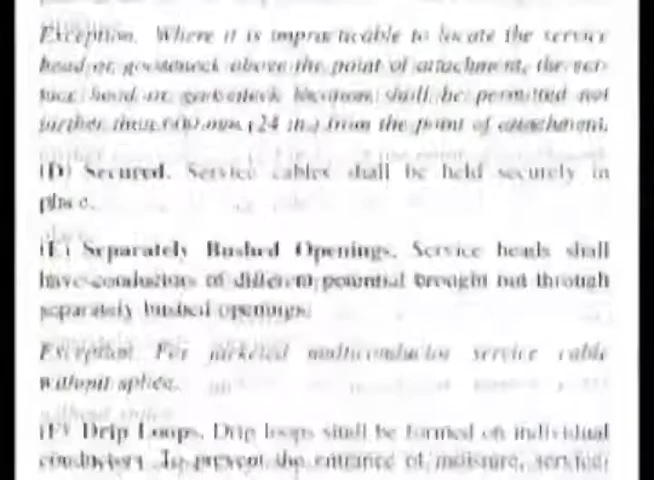 Exception. Where it is impracticable to locate the service
head or gooseneck above the point of attachment, the ser-
vice head or gooseneck location shall be permitted not
farther than 600 mm (24 in.) from the point of attachment.
(D) Secured. Service cables shall be held securely in
place.
(E) Separately Bushed Openings. Service heads shall
have conductors of different potential brought out through
separately bushed openings.
Exception: For jacketed multiconductor service cable
without splice.
(F) Drip Loops. Drip loops shall be formed on individual
conductors. To prevent the entrance of moisture, service-